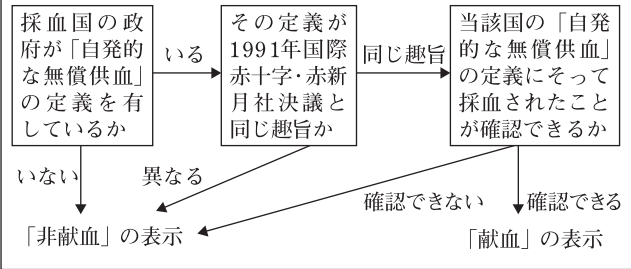 採血国の政
府が「自発的
な無償供血」
の定義を有
しているか
いる
その定義が
1991年国際
赤十字・赤新
月社決議と
同じ趣旨か
同じ趣旨
当該国の「自発
的な無償供血」
の定義にそって
採血されたこと
が確認できるか
いない
異なる
確認できない
確認できる
「非献血」の表示
「献血」の表示